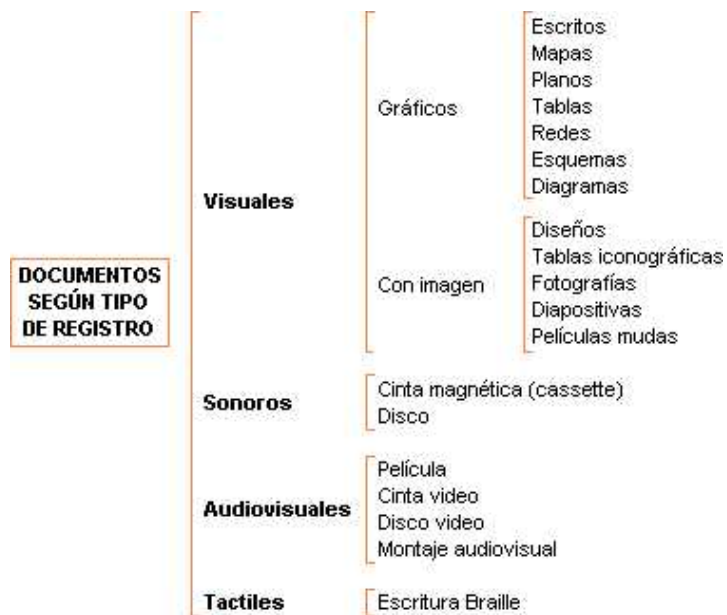 DOCUMENTOS
SEGÚN TIPO
DE REGISTRO
Visuales
Gráficos
Escritos
Mapas
Planos
Tablas
Redes
Esquemas
Diagramas
Con imagen
Diseños
Tablas iconográficas
Fotografías
Diapositivas
Películas mudas
Sonoros
Cinta magnética (cassette)
Disco
Audiovisuales
Película
Cinta video
Disco video
Montaje audiovisual
Tactiles
Escritura Braille